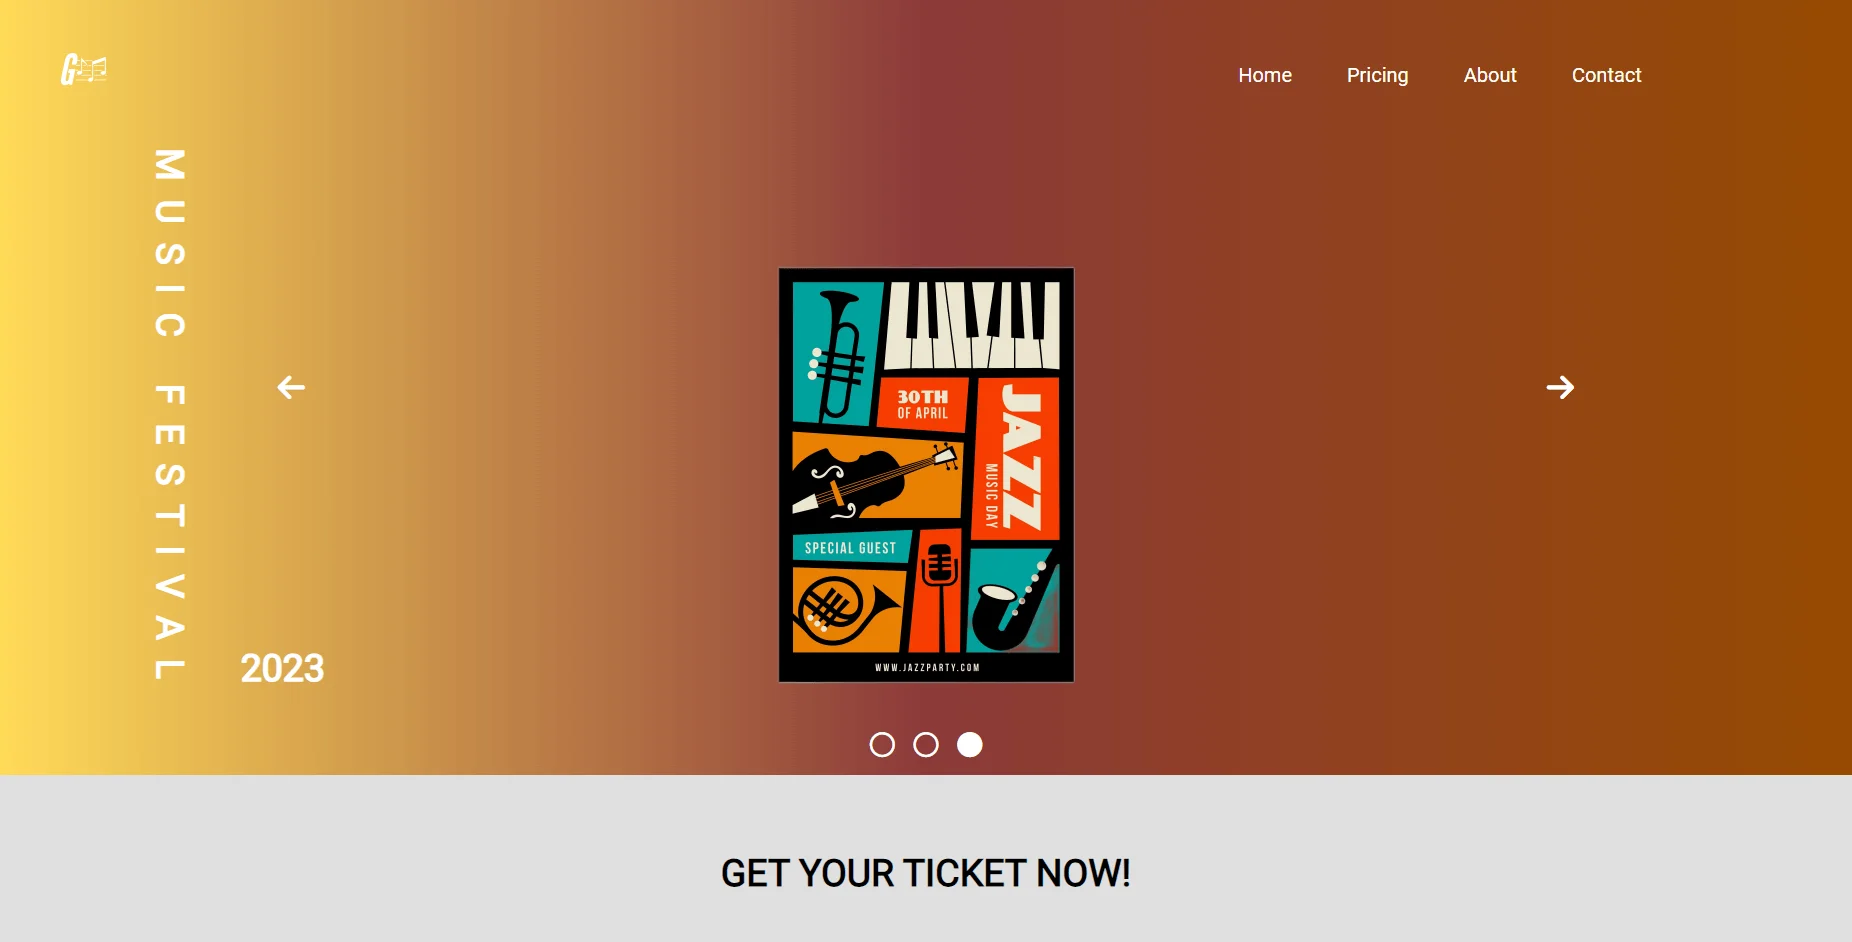 G
Home Pricing About Contact
MUSIC FESTIVAL
2023
30TH
OF APRIL
JAZZ
MUSIC DAY
SPECIAL GUEST
WWW.JAZZPARTY.COM
GET YOUR TICKET NOW!